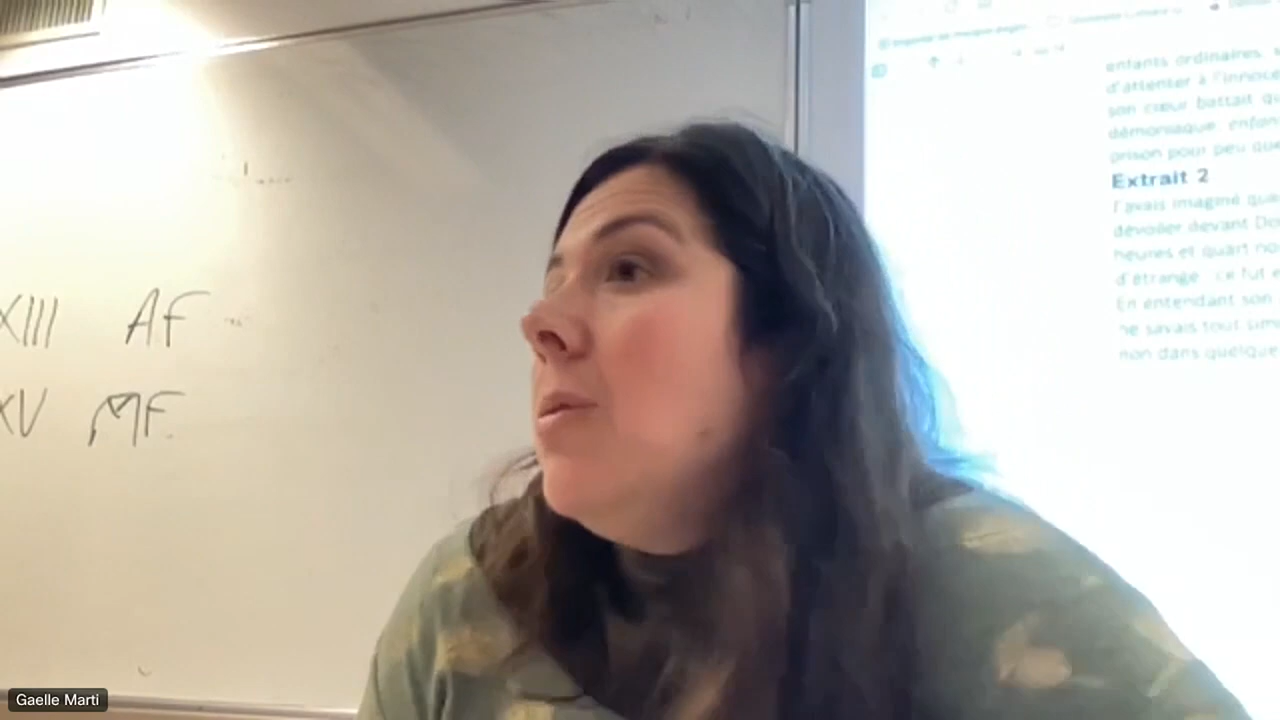 XIII AF
XV MF.
enfants ordinaires,
d'attenter à l'innoce
son cœur battait qu
démoniaque enfan
prison pour peu que
Extrait 2
J'avais imaginé qua
dévoiler devant Do
heures et quart no
d'étrange : ce fut
En entendant son
ne savais tout sim
non dans quelque
Gaelle Marti